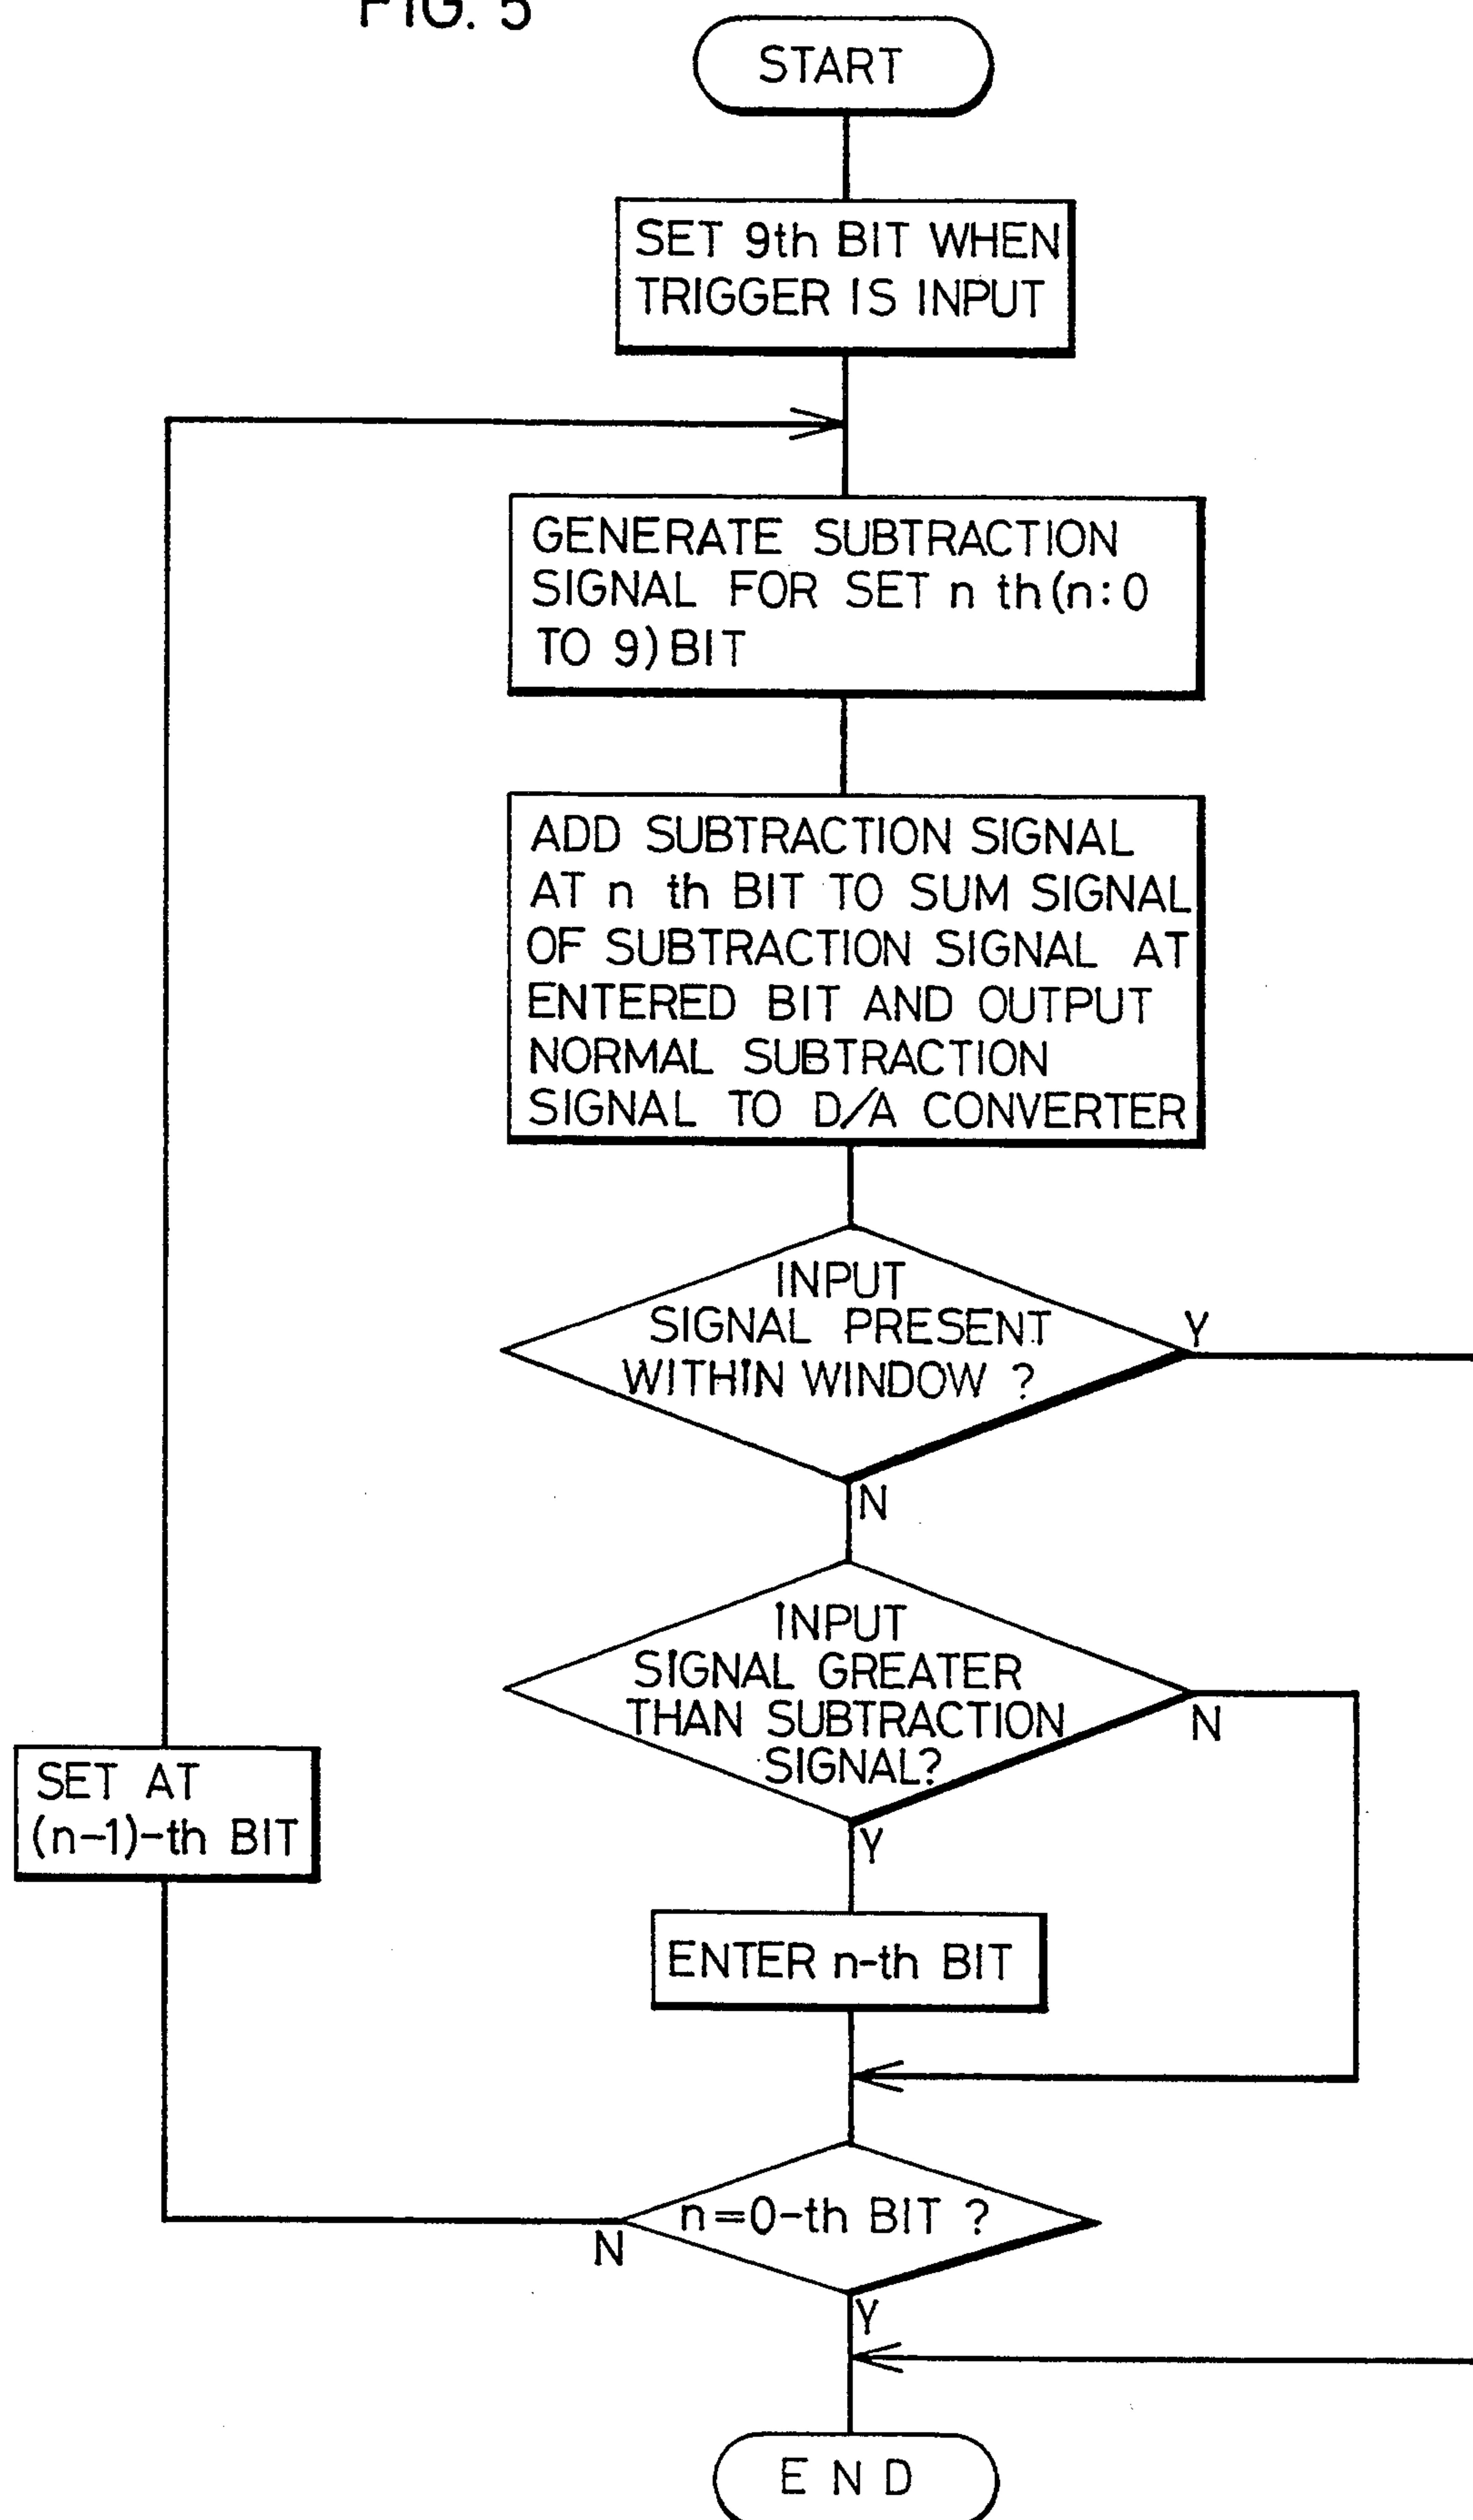 FIG. 5
START
SET 9th BIT WHEN
TRIGGER IS INPUT
GENERATE SUBTRACTION
SIGNAL FOR SET n th (n: 0
TO 9) BIT
ADD SUBTRACTION SIGNAL
AT n th BIT TO SUM SIGNAL
OF SUBTRACTION SIGNAL AT
ENTERED BIT AND OUTPUT
NORMAL SUBTRACTION
SIGNAL TO D/A CONVERTER
INPUT
SIGNAL PRESENT
WITHIN WINDOW ?
Y
N
INPUT
SIGNAL GREATER
THAN SUBTRACTION
SIGNAL?
N
Y
SET AT
(n-1)-th BIT
ENTER n-th BIT
n=0-th BIT ?
N
Y
END